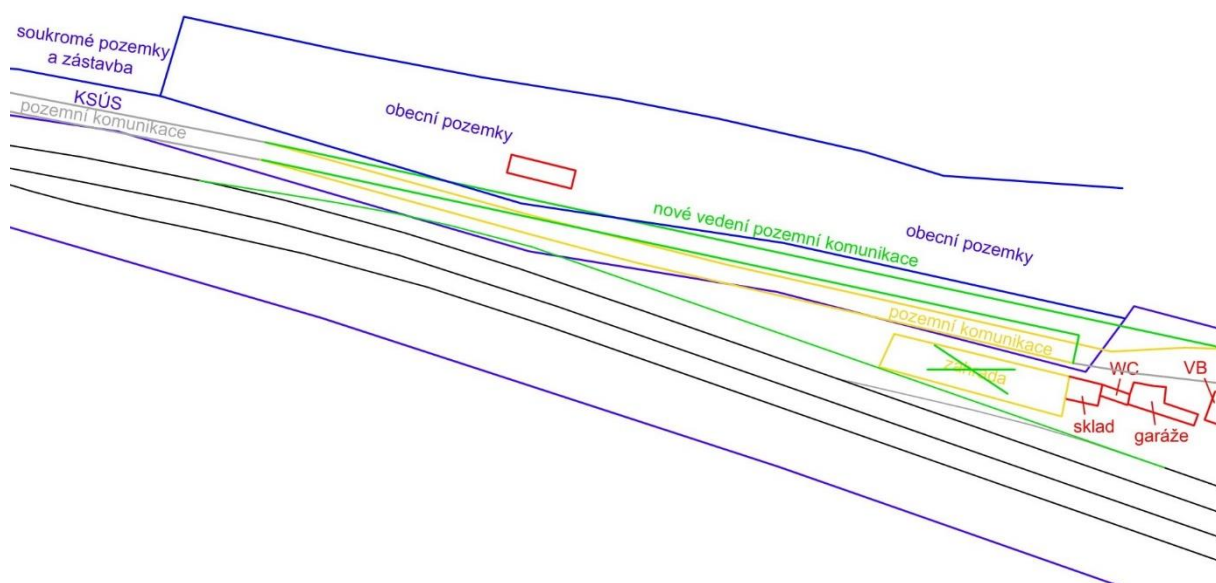 soukromé pozemky
a zástavba
KSÚS
pozemní komunikace
obecní pozemky
nové vedení pozemní komunikace
obecní pozemky
pozemní komunikace
zahrada
WC
VB
sklad
garáže